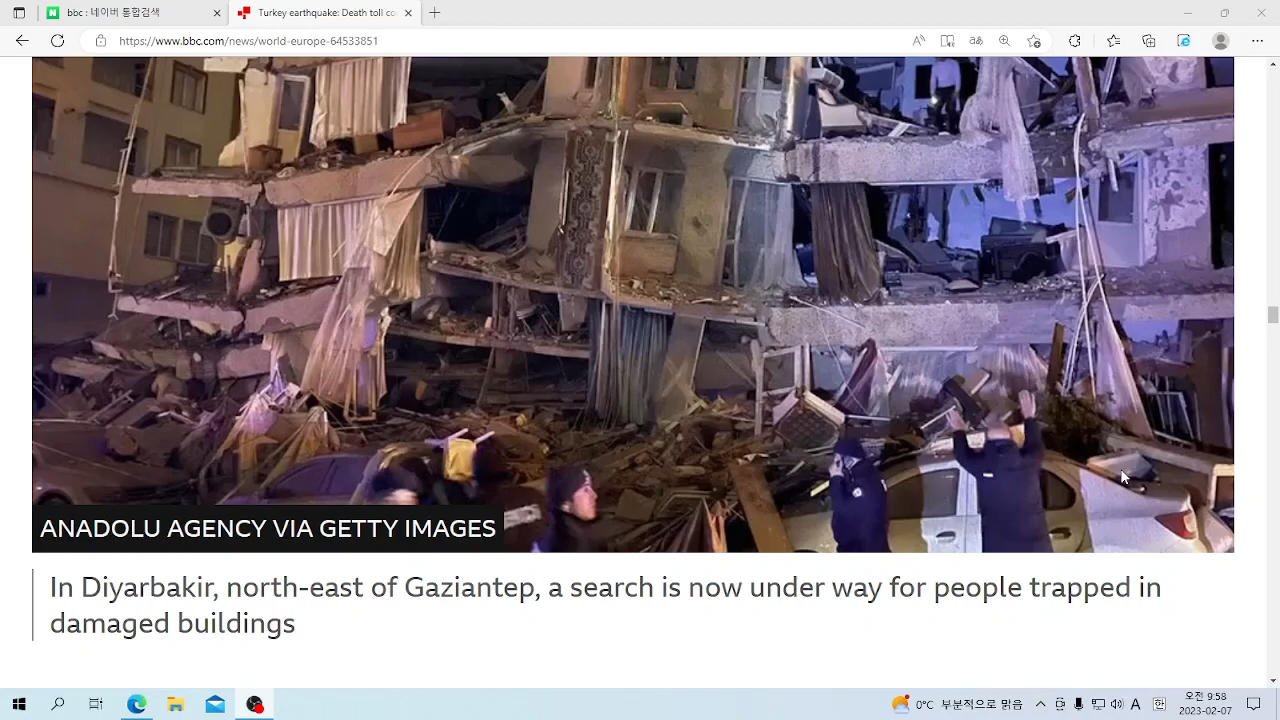 bbc : 네이버 통합검색
Turkey earthquake: Death toll co
https://www.bbc.com/news/world-europe-64533851
ANADOLU AGENCY VIA GETTY IMAGES
In Diyarbakir, north-east of Gaziantep, a search is now under way for people trapped in
damaged buildings
0°C 부분적으로 맑음
A
오전 9:58
2023-02-07